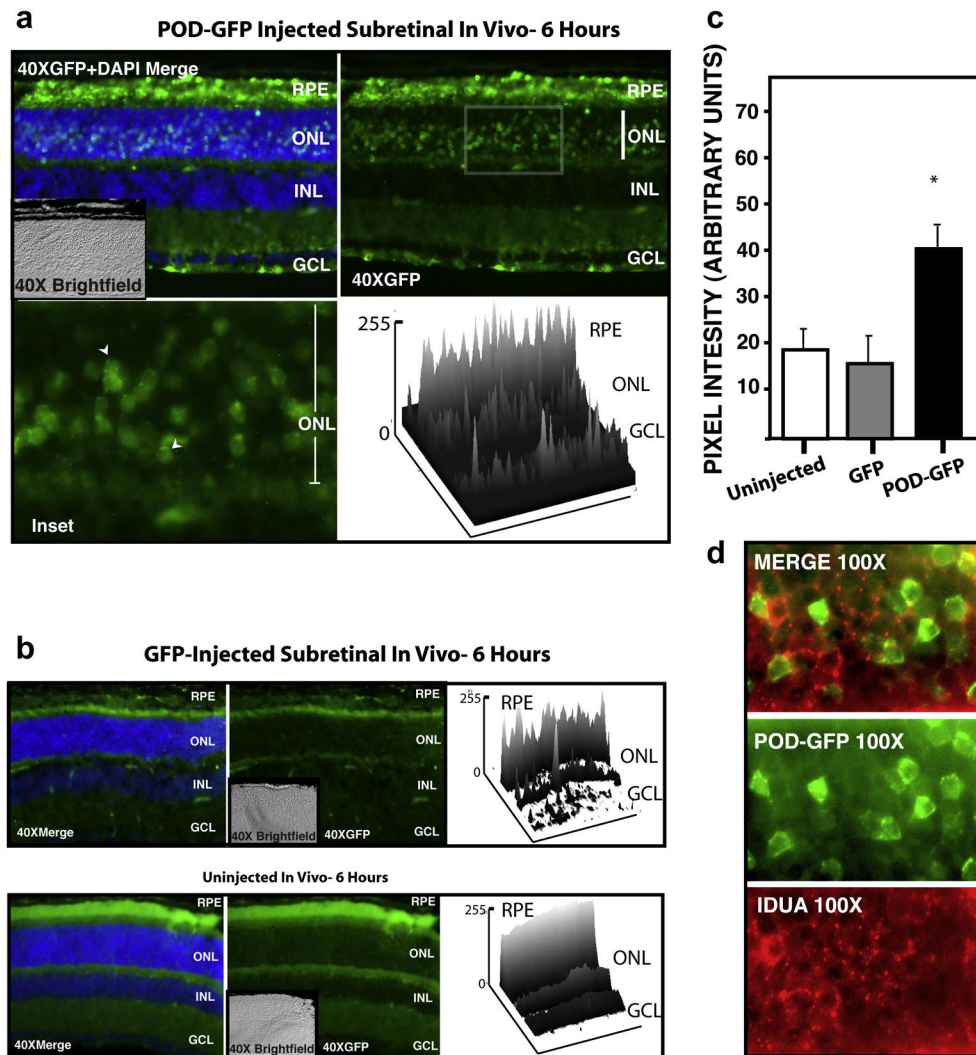 a
POD-GFP Injected Subretinal In Vivo- 6 Hours
40XGFP+DAPI Merge
RPE
ONL
INL
GCL
40X Brightfield
RPE
ONL
INL
GCL
40XGFP
ONL
Inset
255
0
RPE
ONL
GCL
b
GFP-Injected Subretinal In Vivo- 6 Hours
RPE
ONL
INL
GCL
40XMerge
RPE
ONL
INL
GCL
40X Brightfield
40XGFP
255
0
RPE
ONL
GCL
Uninjected In Vivo- 6 Hours
RPE
ONL
INL
GCL
40XMerge
RPE
ONL
INL
GCL
40X Brightfield
40XGFP
255
0
RPE
ONL
GCL
c
PIXEL INTESITY (ARBITRARY UNITS)
70
60
50
40
30
20
10
*
Uninjected
GFP
POD-GFP
d
MERGE 100X
POD-GFP 100X
IDUA 100X